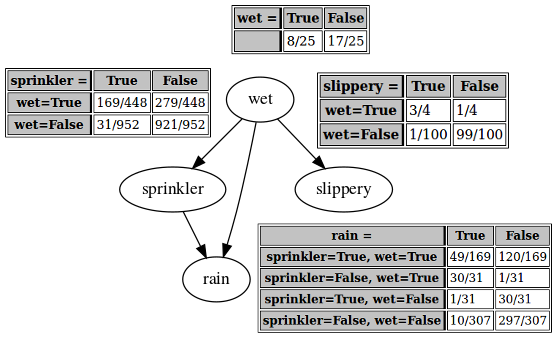 wet = True False
8/25 17/25
sprinkler = True False
wet=True 169/448 279/448
wet=False 31/952 921/952
slippery = True False
wet=True 3/4 1/4
wet=False 1/100 99/100
wet
sprinkler
slippery
rain
rain = True False
sprinkler=True, wet=True 49/169 120/169
sprinkler=False, wet=True 30/31 1/31
sprinkler=True, wet=False 1/31 30/31
sprinkler=False, wet=False 10/307 297/307